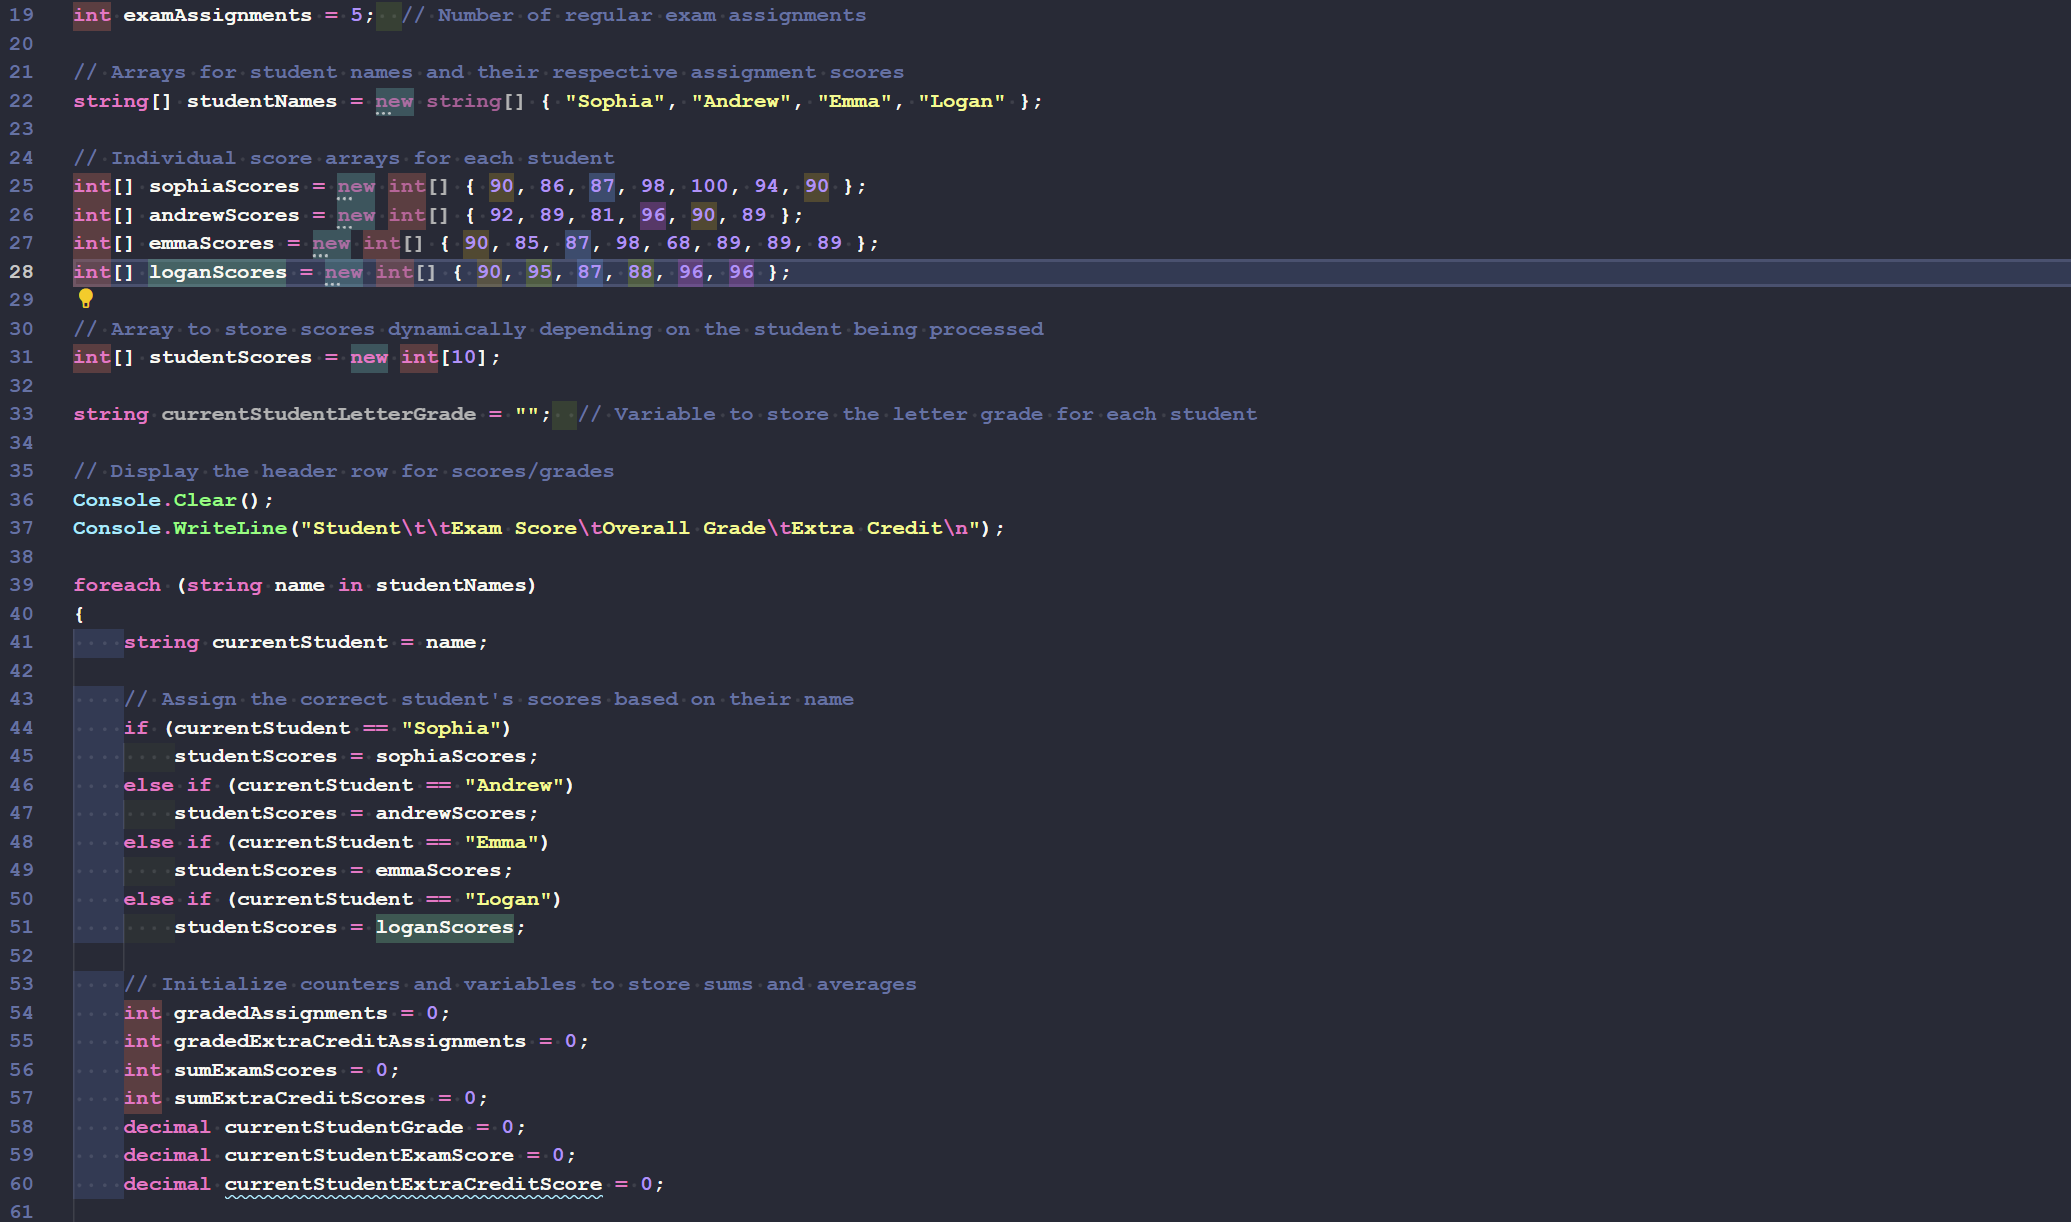 19 int examAssignments = 5;  // Number of regular exam assignments
20
21 // Arrays for student names and their respective assignment scores
22 string[] studentNames = new string[] { "Sophia", "Andrew", "Emma", "Logan" };
23
24 // Individual score arrays for each student
25 int[] sophiaScores = new int[] { 90, 86, 87, 98, 100, 94, 90 };
26 int[] andrewScores = new int[] { 92, 89, 81, 96, 90, 89 };
27 int[] emmaScores = new int[] { 90, 85, 87, 98, 68, 89, 89, 89 };
28 int[] loganScores = new int[] { 90, 95, 87, 88, 96, 96 };
29
30 // Array to store scores dynamically depending on the student being processed
31 int[] studentScores = new int[10];
32
33 string currentStudentLetterGrade = "";  // Variable to store the letter grade for each student
34
35 // Display the header row for scores/grades
36 Console.Clear();
37 Console.WriteLine("Student\t\tExam Score\tOverall Grade\tExtra Credit\n");
38
39 foreach (string name in studentNames)
40 {
41     string currentStudent = name;
42
43     // Assign the correct student's scores based on their name
44     if (currentStudent == "Sophia")
45         studentScores = sophiaScores;
46     else if (currentStudent == "Andrew")
47         studentScores = andrewScores;
48     else if (currentStudent == "Emma")
49         studentScores = emmaScores;
50     else if (currentStudent == "Logan")
51         studentScores = loganScores;
52
53     // Initialize counters and variables to store sums and averages
54     int gradedAssignments = 0;
55     int gradedExtraCreditAssignments = 0;
56     int sumExamScores = 0;
57     int sumExtraCreditScores = 0;
58     decimal currentStudentGrade = 0;
59     decimal currentStudentExamScore = 0;
60     decimal currentStudentExtraCreditScore = 0;
61